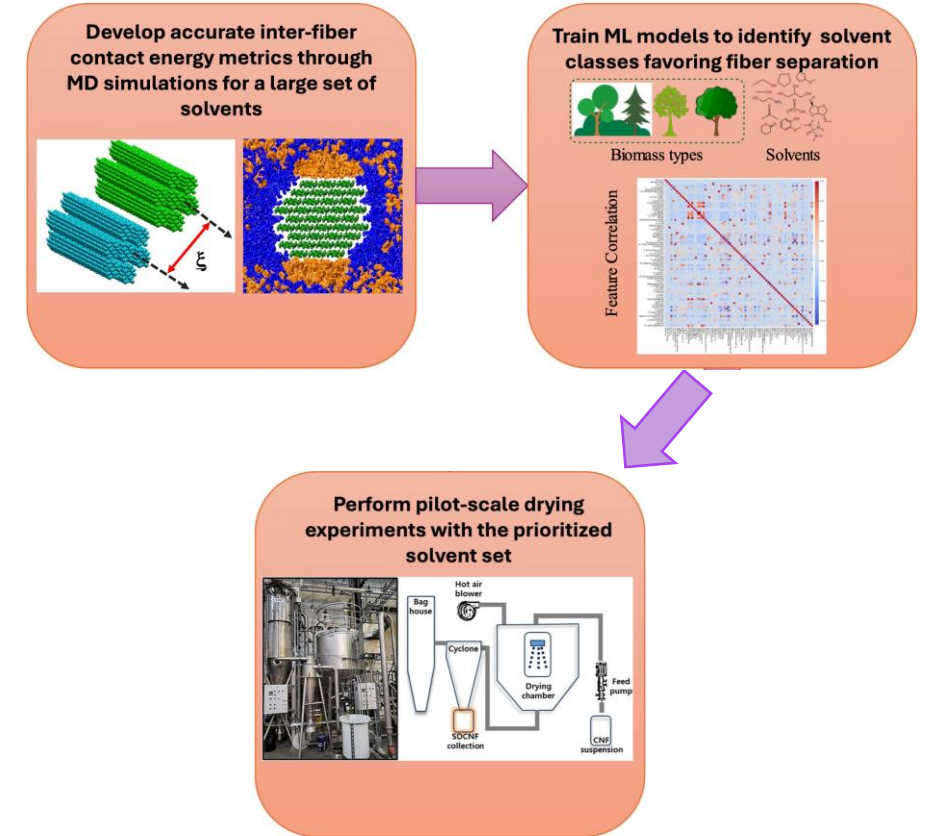 Develop accurate inter-fiber
contact energy metrics through
MD simulations for a large set of
solvents
ξ
Train ML models to identify solvent
classes favoring fiber separation
Biomass types
Solvents
Feature Correlation
Perform pilot-scale drying
experiments with the prioritized
solvent set
Hot air
blower
Bag
house
Cyclone
Drying
chamber
Feed
pump
SDCNF
collection
CNF
suspension